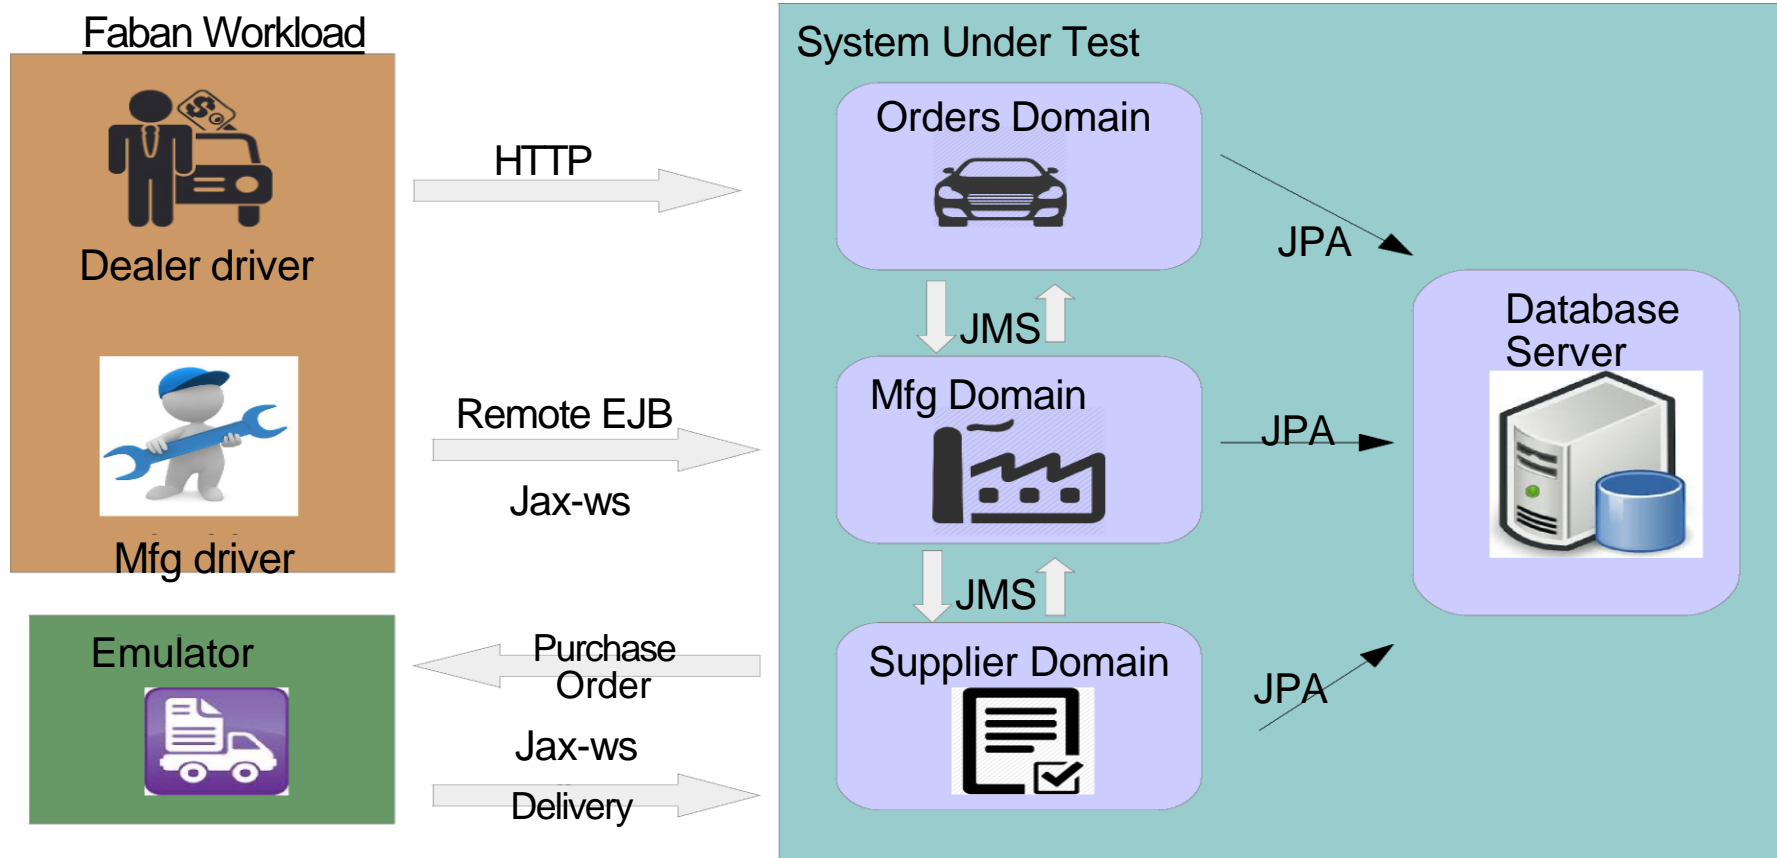 Faban Workload
System Under Test
Orders Domain
HTTP
Dealer driver
JPA
Database
Server
JMS
Mfg Domain
Remote EJB
JPA
Jax-ws
Mfg driver
JMS
Emulator
Purchase
Order
Supplier Domain
JPA
Jax-ws
Delivery